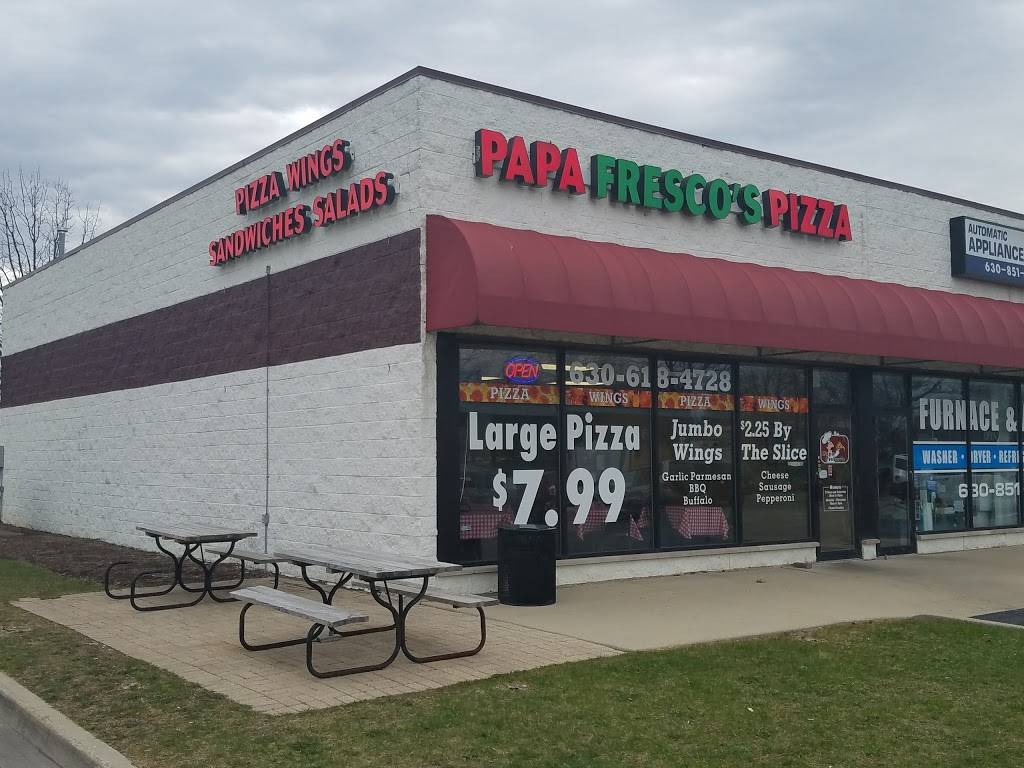 PIZZA WINGS
SANDWICHES SALADS
PAPA FRESCO'S PIZZA
AUTOMATIC
APPLIANCE
630-851-
OPEN
630-618-4728
PIZZA WINGS PIZZA WINGS
Large Pizza
$7.99
Jumbo
Wings
Garlic Parmesan
BBQ
Buffalo
$2.25 By
The Slice
Cheese
Sausage
Pepperoni
FURNACE &
WASHER • DRYER • REFRI
630-851